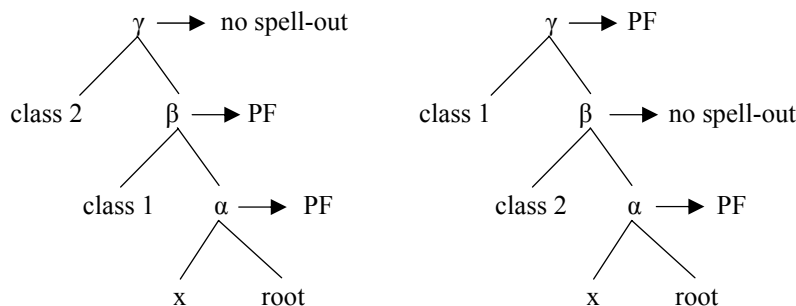 γ → no spell-out
class 2
β → PF
class 1
α → PF
x root
γ → PF
class 1
β → no spell-out
class 2
α → PF
x root